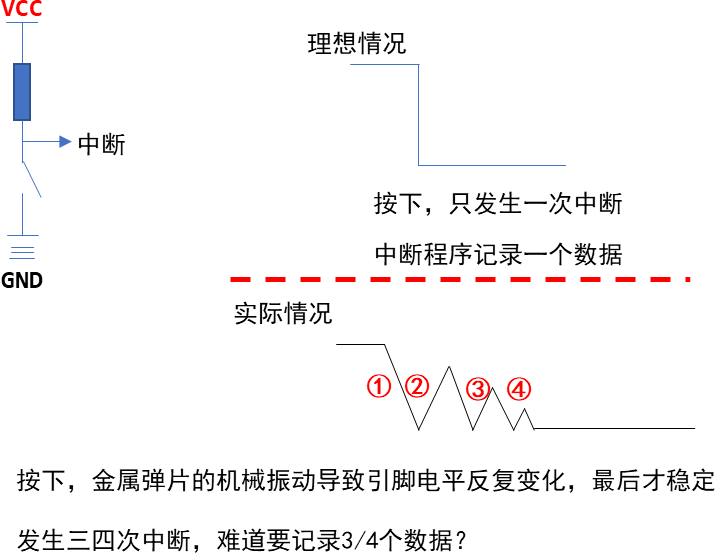 VCC
理想情况
中断
按下，只发生一次中断
中断程序记录一个数据
GND
实际情况
① ② ③ ④
按下，金属弹片的机械振动导致引脚电平反复变化，最后才稳定
发生三四次中断，难道要记录3/4个数据？